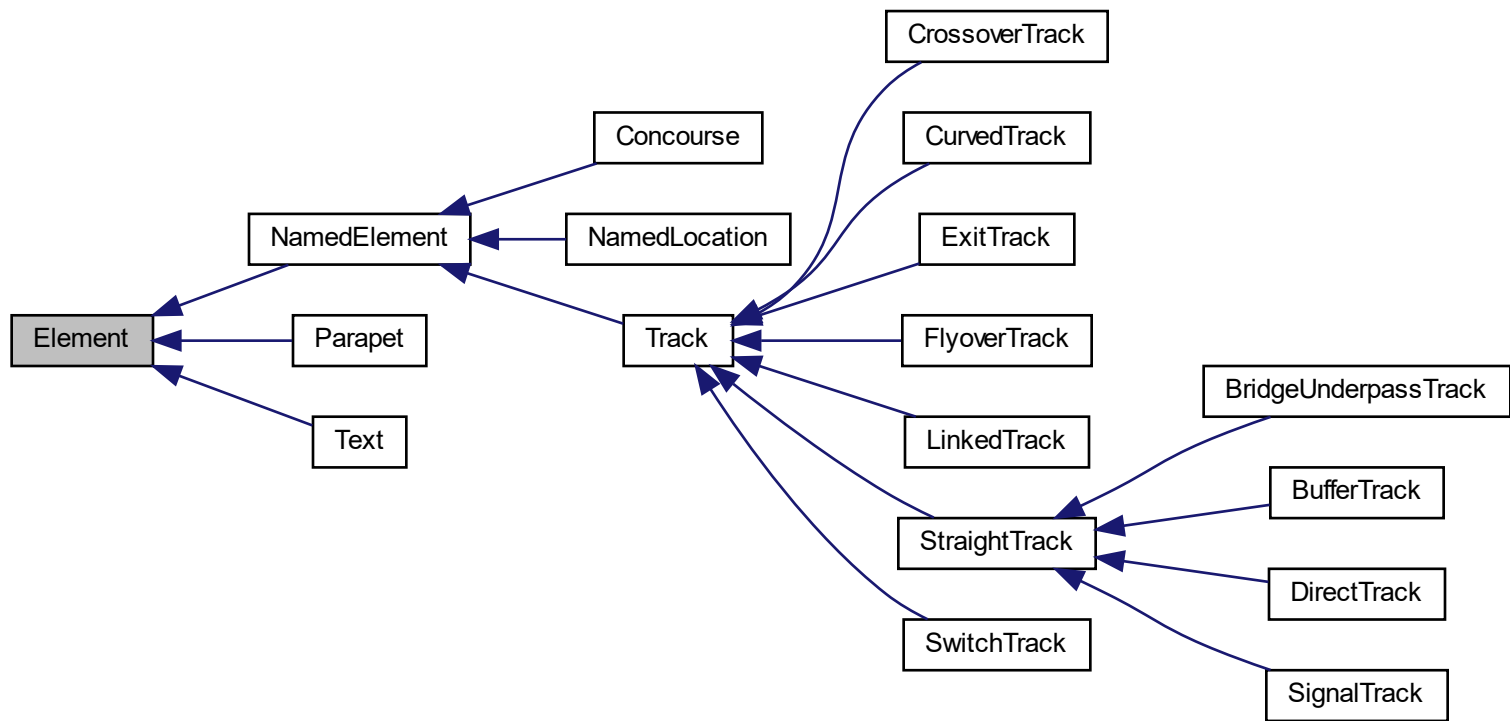 CrossoverTrack
Concourse
CurvedTrack
NamedElement
NamedLocation
ExitTrack
Element
Parapet
Track
FlyoverTrack
BridgeUnderpassTrack
Text
LinkedTrack
BufferTrack
StraightTrack
DirectTrack
SwitchTrack
SignalTrack